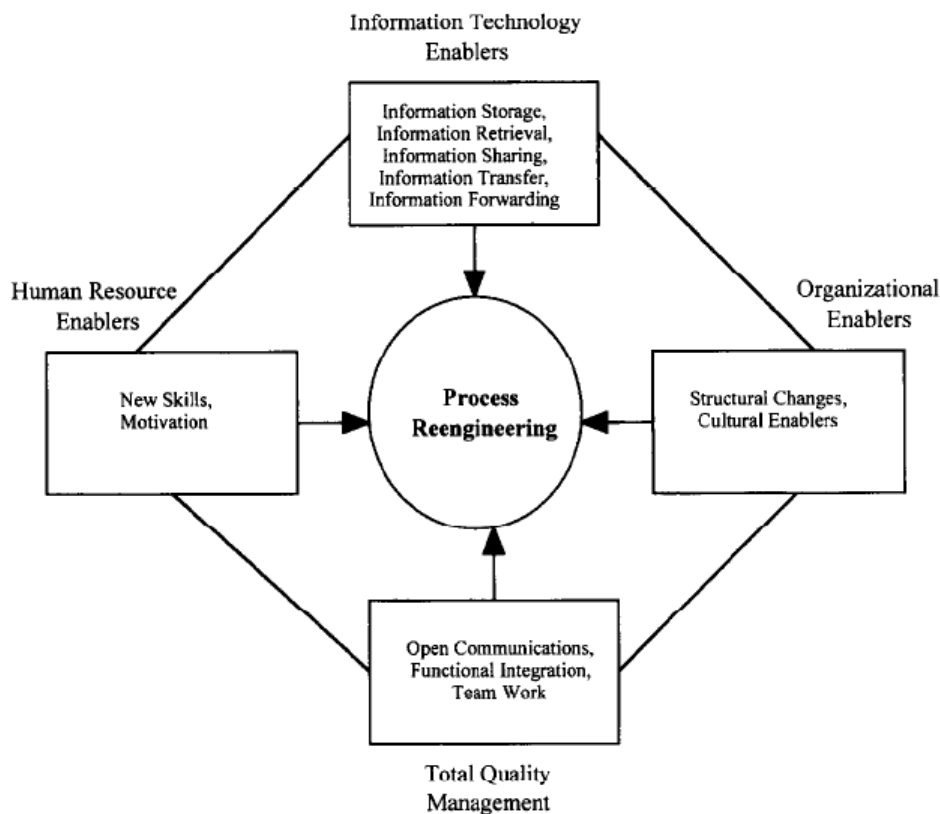 Information Technology
Enablers
Information Storage,
Information Retrieval,
Information Sharing,
Information Transfer,
Information Forwarding
Human Resource
Enablers
Organizational
Enablers
New Skills,
Motivation
Process
Reengineering
Structural Changes,
Cultural Enablers
Open Communications,
Functional Integration,
Team Work
Total Quality
Management